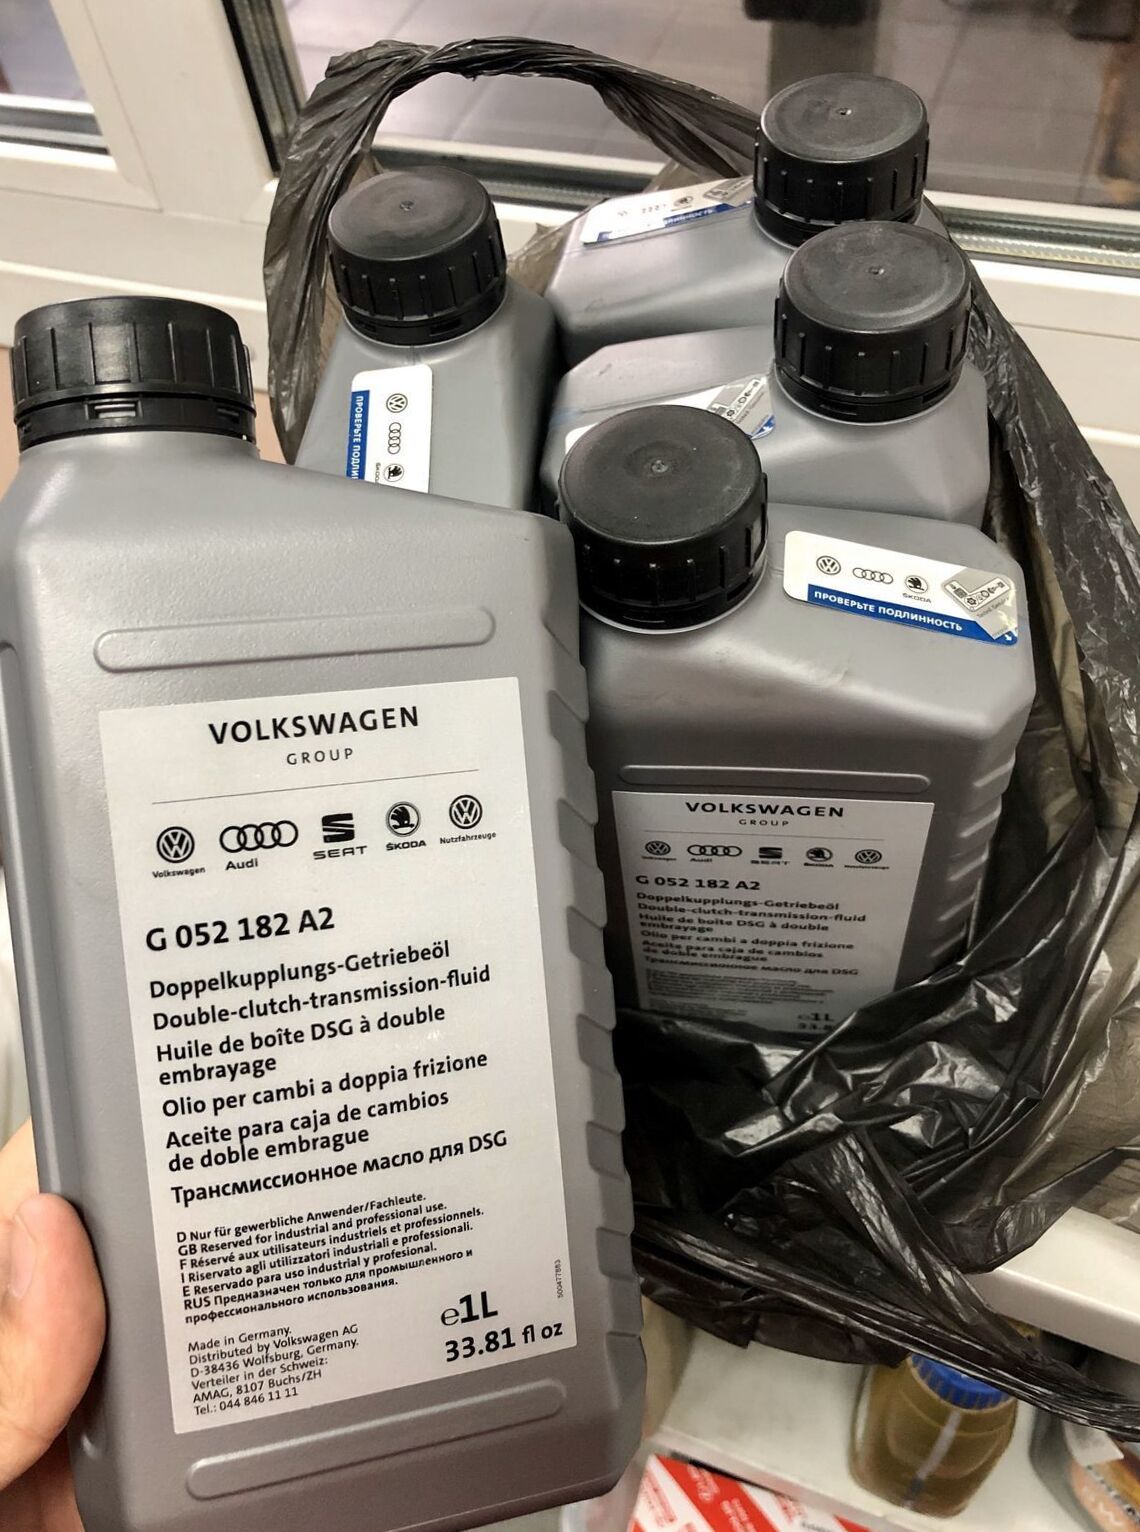 VOLKSWAGEN
GROUP
Volkswagen
Audi
SEAT
ŠKODA
Nutzfahrzeuge
G 052 182 A2
Doppelkupplungs-Getriebeöl
Double-clutch-transmission-fluid
Huile de boîte DSG à double
embrayage
Olio per cambi a doppia frizione
Aceite para caja de cambios
de doble embrague
Трансмиссионное масло для DSG
D Nur für gewerbliche Anwender/Fachleute.
GB Reserved for industrial and professional use.
F Réservé aux utilisateurs industriels et professionnels.
I Riservato agli utilizzatori industriali e professionali.
E Reservado para uso industrial y profesional.
RUS Предназначен только для промышленного и
профессионального использования.
Made in Germany.
Distributed by Volkswagen AG
D-38436 Wolfsburg, Germany.
Verteiler in der Schweiz:
AMAG, 8107 Buchs/ZH
Tel.: 044 846 11 11
℮1L
33.81 fl oz
ПРОВЕРЬТЕ
ŠKODA
ПРОВЕРЬТЕ ПОДЛИННОСТЬ
VOLKSWAGEN
GROUP
Volkswagen
Audi
SEAT
ŠKODA
Nutzfahrzeuge
G 052 182 A2
Doppelkupplungs-Getriebeöl
Double-clutch-transmission-fluid
Huile de boîte DSG à double
embrayage
Olio per cambi a doppia frizione
Aceite para caja de cambios
de doble embrague
Трансмиссионное масло для DSG
℮1L